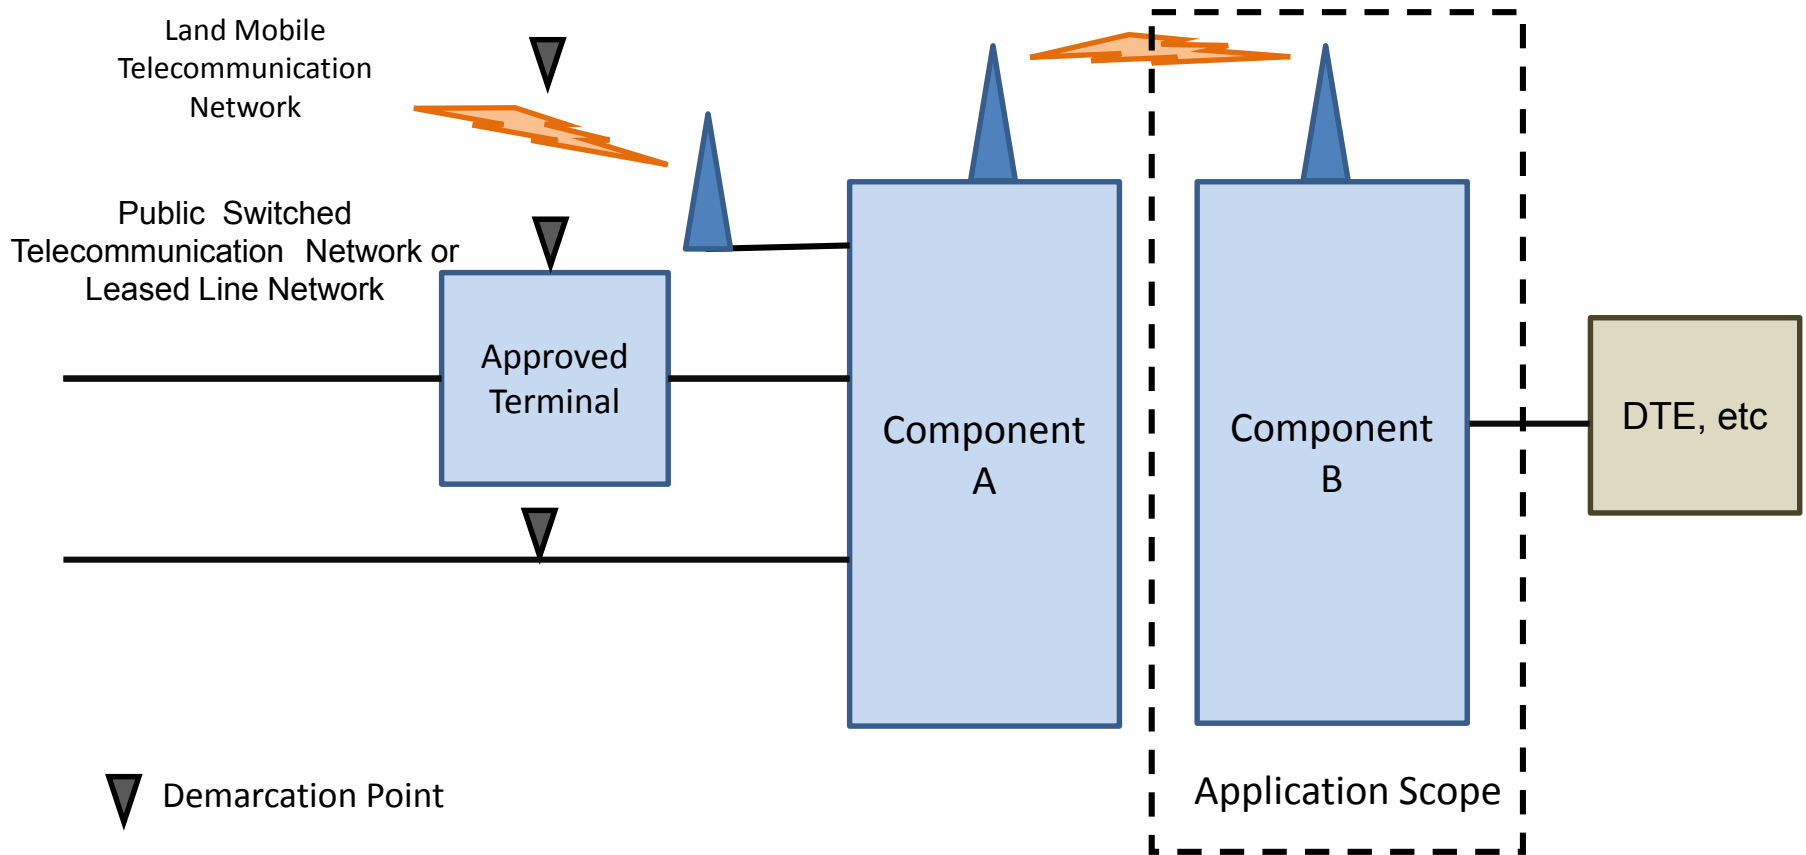 Land Mobile
Telecommunication
Network
Public Switched
Telecommunication Network or
Leased Line Network
Approved
Terminal
Component
A
Component
B
DTE, etc
Application Scope
Demarcation Point